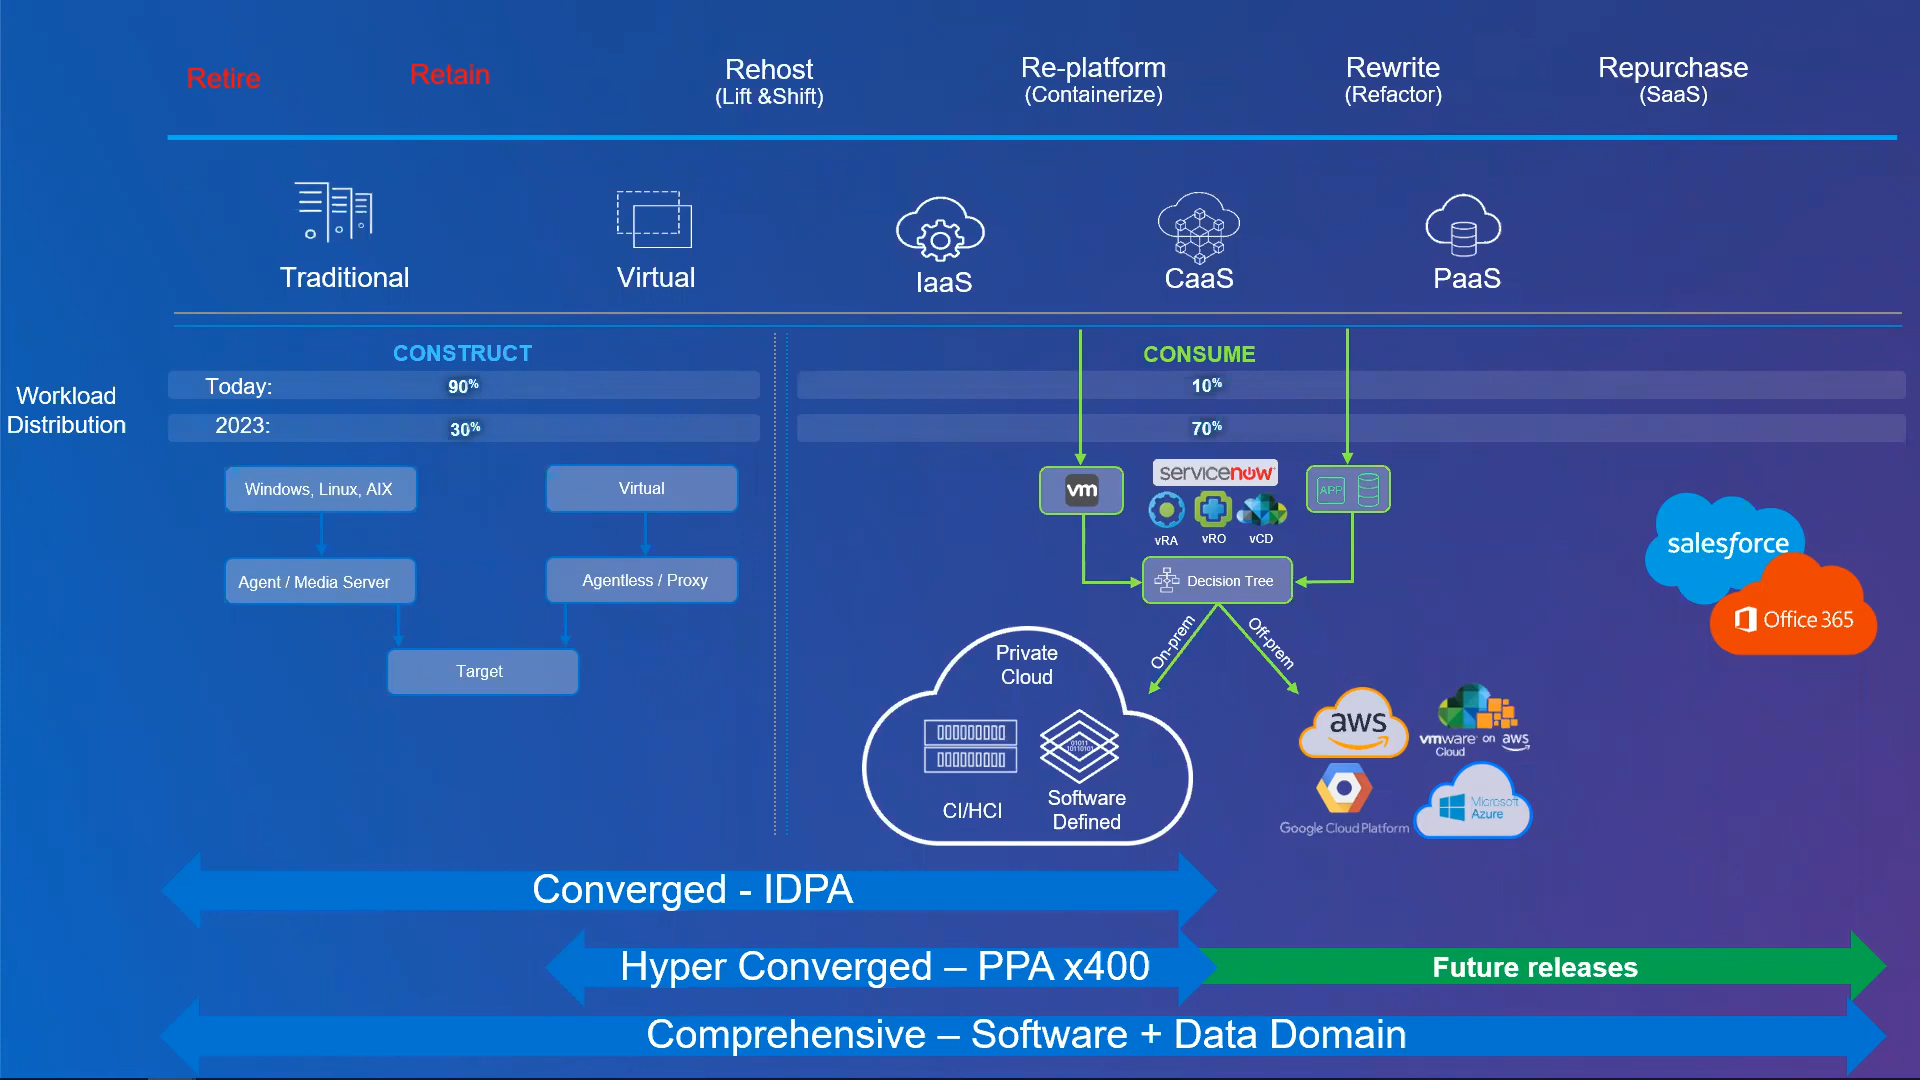 Retire
Retain
Rehost
(Lift &Shift)
Re-platform
(Containerize)
Rewrite
(Refactor)
Repurchase
(SaaS)
Traditional
Virtual
IaaS
CaaS
PaaS
CONSTRUCT
CONSUME
Workload
Distribution
Today:
90%
10%
2023:
30%
70%
Windows, Linux, AIX
Virtual
vm
servicenow
APP
vRA
vRO
vCD
Agent / Media Server
Agentless / Proxy
Decision Tree
Target
On-prem
Off-prem
salesforce
Office 365
Private
Cloud
01011
10110101
CI/HCI
Software
Defined
aws
vmware on aws
Cloud
Google Cloud Platform
Microsoft
Azure
Converged - IDPA
Hyper Converged – PPA x400
Future releases
Comprehensive – Software + Data Domain